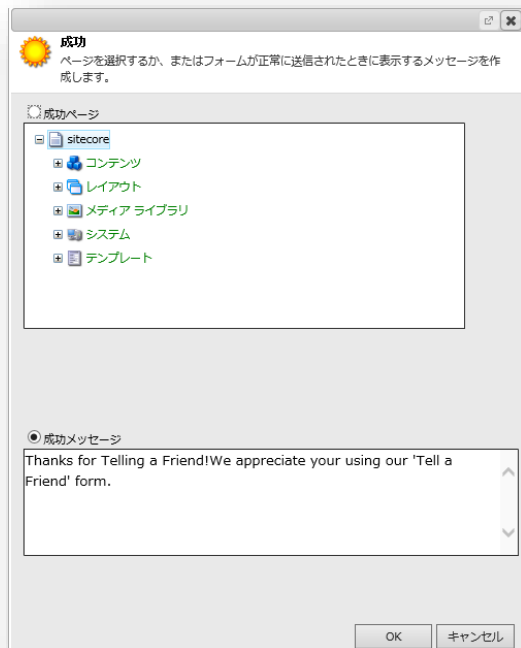 成功
ページを選択するか、またはフォームが正常に送信されたときに表示するメッセージを作
成します。
成功ページ
sitecore
コンテンツ
レイアウト
メディア ライブラリ
システム
テンプレート
成功メッセージ
Thanks for Telling a Friend!We appreciate your using our 'Tell a
Friend' form.
OK
キャンセル